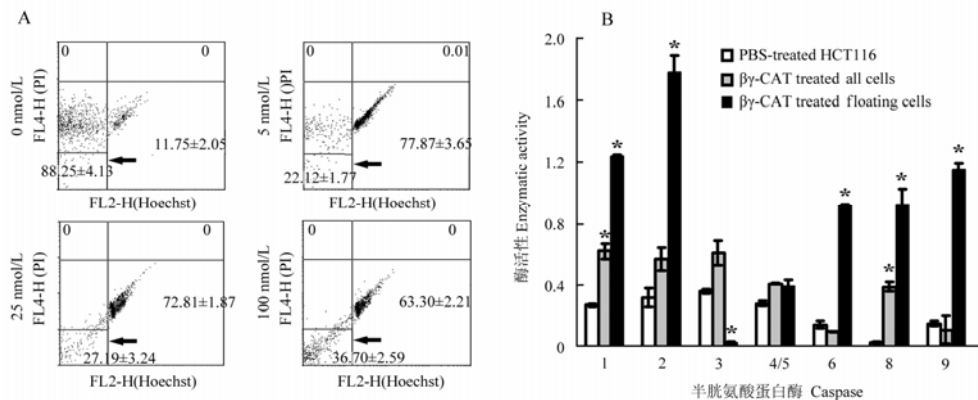 A
0 nmol/L
FL4-H (PI)
0
0
11.75±2.05
88.25±4.13
FL2-H(Hoechst)
5 nmol/L
FL4-H ()PI
0
0.01
77.87±3.65
22.12±1.77
FL2-H(Hoechst)
25 nmol/L
FL4-H (PI)
0
0
72.81±1.87
27.19±3.24
FL2-H(Hoechst)
100 nmol/L
FL4-H (PI)
0
0
63.30±2.21
36.70±2.59
FL2-H(Hoechst)
B
酶活性 Enzymatic activity
2.0
1.6
1.2
0.8
0.4
0
PBS-treated HCT116
βγ-CAT treated all cells
βγ-CAT treated floating cells
* * * * * * * *
1 2 3 4/5 6 8 9
半胱氨酸蛋白酶 Caspase